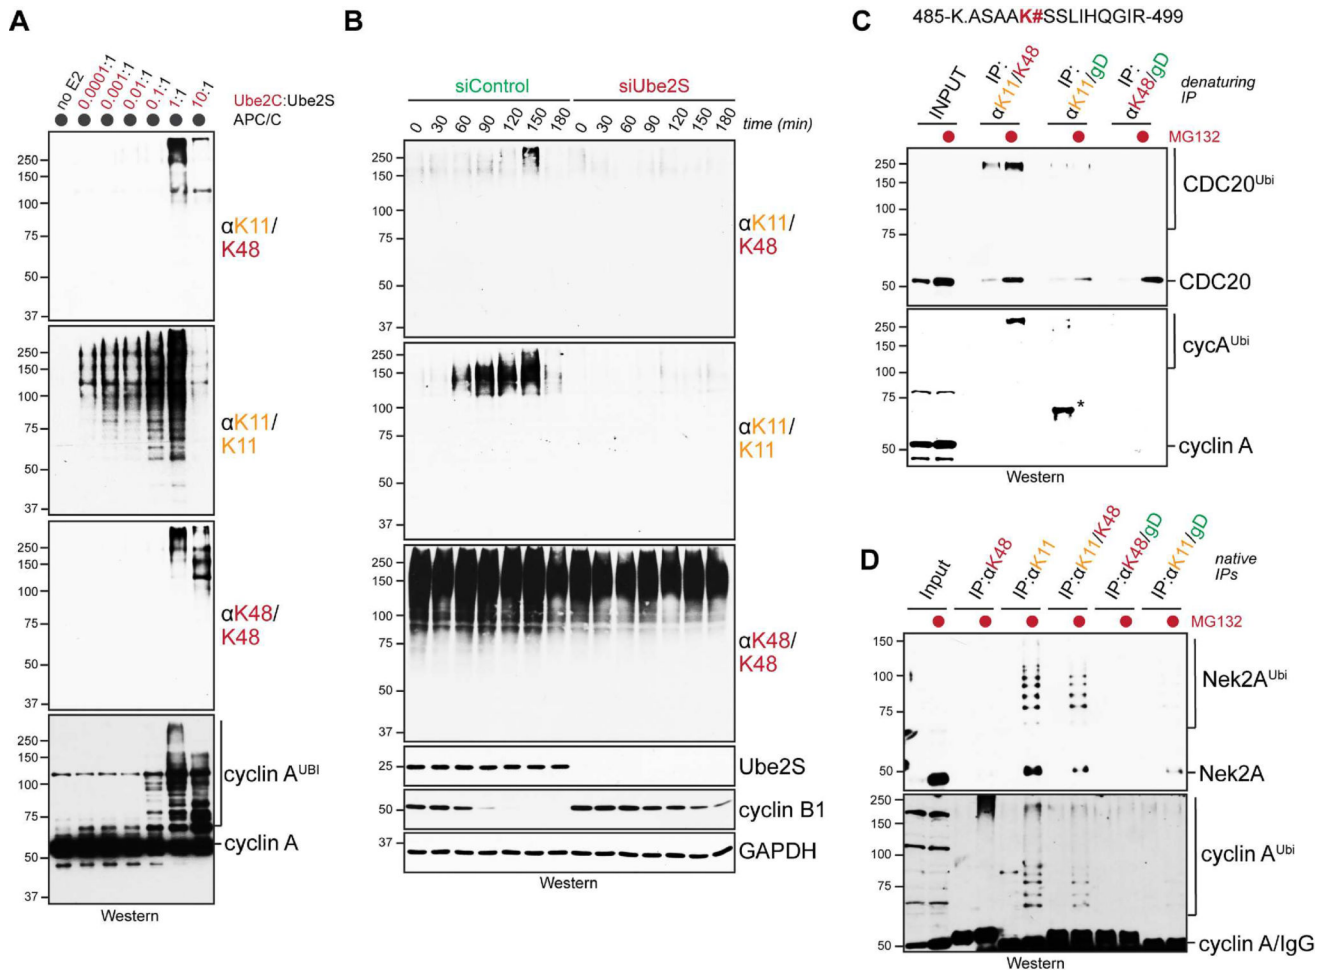 A
no E2
0.0001:1
0.001:1
0.01:1
0.1:1
1:1
10:1
Ube2C:Ube2S
APC/C
250
150
100
75
50
37
αK11/
K48
250
150
100
75
50
37
αK11/
K11
250
150
100
75
50
37
αK48/
K48
250
150
100
75
50
37
cyclin A^UBI
cyclin A
Western
B
siControl
siUbe2S
0
30
60
90
120
150
180
0
30
60
90
120
150
180
time (min)
250
150
100
75
50
37
αK11/
K48
250
150
100
75
50
37
αK11/
K11
250
150
100
75
50
37
αK48/
K48
25
Ube2S
50
cyclin B1
37
GAPDH
Western
C
485-K.ASAAK#SSLIHQGIR-499
INPUT
IP:
αK11/K48
IP:
αK11/gD
IP:
αK48/gD
denaturing
IP
MG132
250
150
100
75
50
CDC20^Ubi
CDC20
250
150
100
75
50
*
cycA^Ubi
cyclin A
Western
D
Input
IP:αK48
IP:αK11
IP:αK11/K48
IP:αK48/gD
IP:αK11/gD
native
IPs
MG132
150
100
75
50
Nek2A^Ubi
Nek2A
250
150
100
75
50
cyclin A^Ubi
cyclin A/IgG
Western